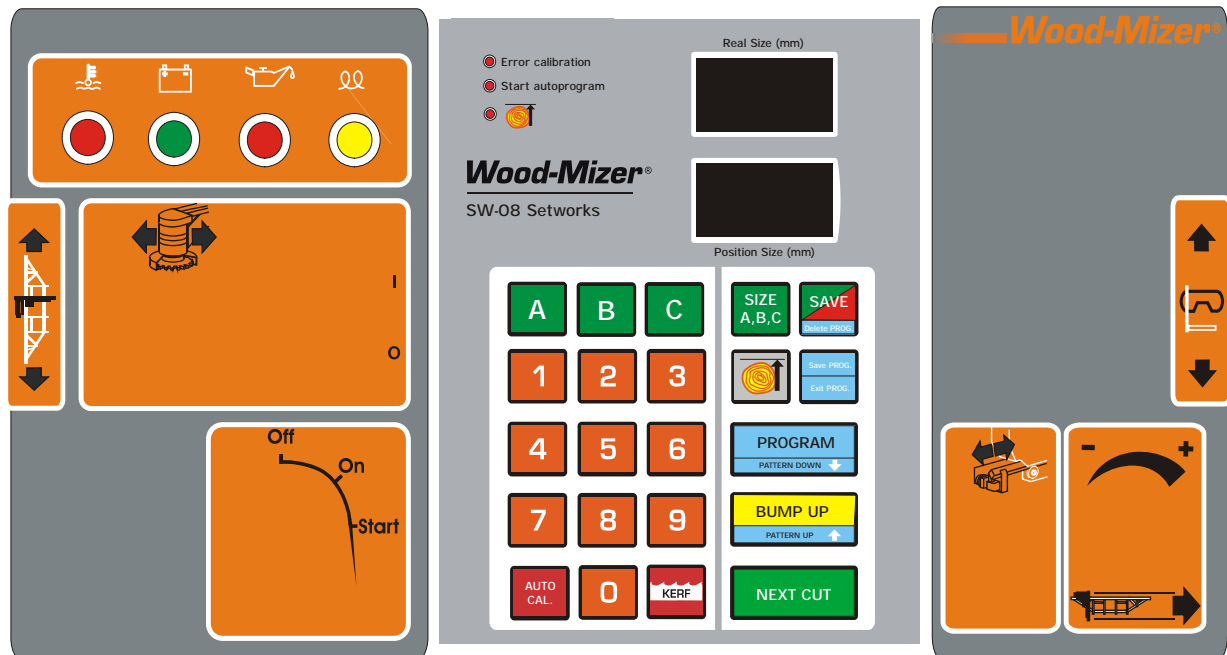 I
O
Off
On
Start
Error calibration
Start autoprogram
Real Size (mm)
Wood-Mizer®
SW-08 Setworks
Position Size (mm)
A B C
1 2 3
4 5 6
7 8 9
AUTO
CAL.
0
KERF
SIZE
A,B,C
SAVE
Delete PROG.
Save PROG.
Exit PROG.
PROGRAM
PATTERN DOWN
BUMP UP
PATTERN UP
NEXT CUT
Wood-Mizer®
- +